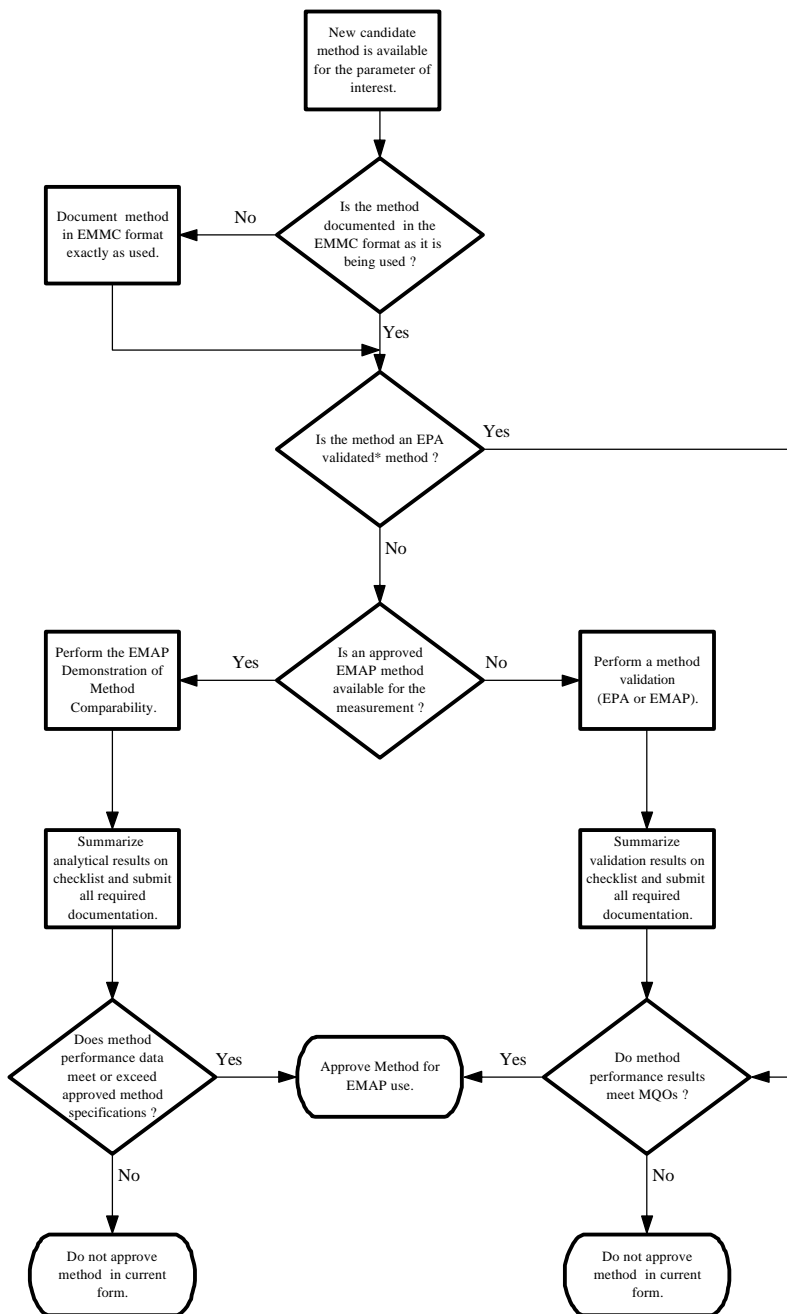 New candidate
method is available
for the parameter of
interest.
Is the method
documented in the
EMMC format as it is
being used ?
No
Document method
in EMMC format
exactly as used.
Yes
Is the method an EPA
validated* method ?
Yes
No
Is an approved
EMAP method
available for the
measurement ?
Yes
Perform the EMAP
Demonstration of
Method
Comparability.
No
Perform a method
validation
(EPA or EMAP).
Summarize
analytical results on
checklist and submit
all required
documentation.
Summarize
validation results on
checklist and submit
all required
documentation.
Does method
performance data
meet or exceed
approved method
specifications ?
Yes
Approve Method for
EMAP use.
Yes
Do method
performance results
meet MQOs ?
No
No
Do not approve
method in current
form.
Do not approve
method in current
form.